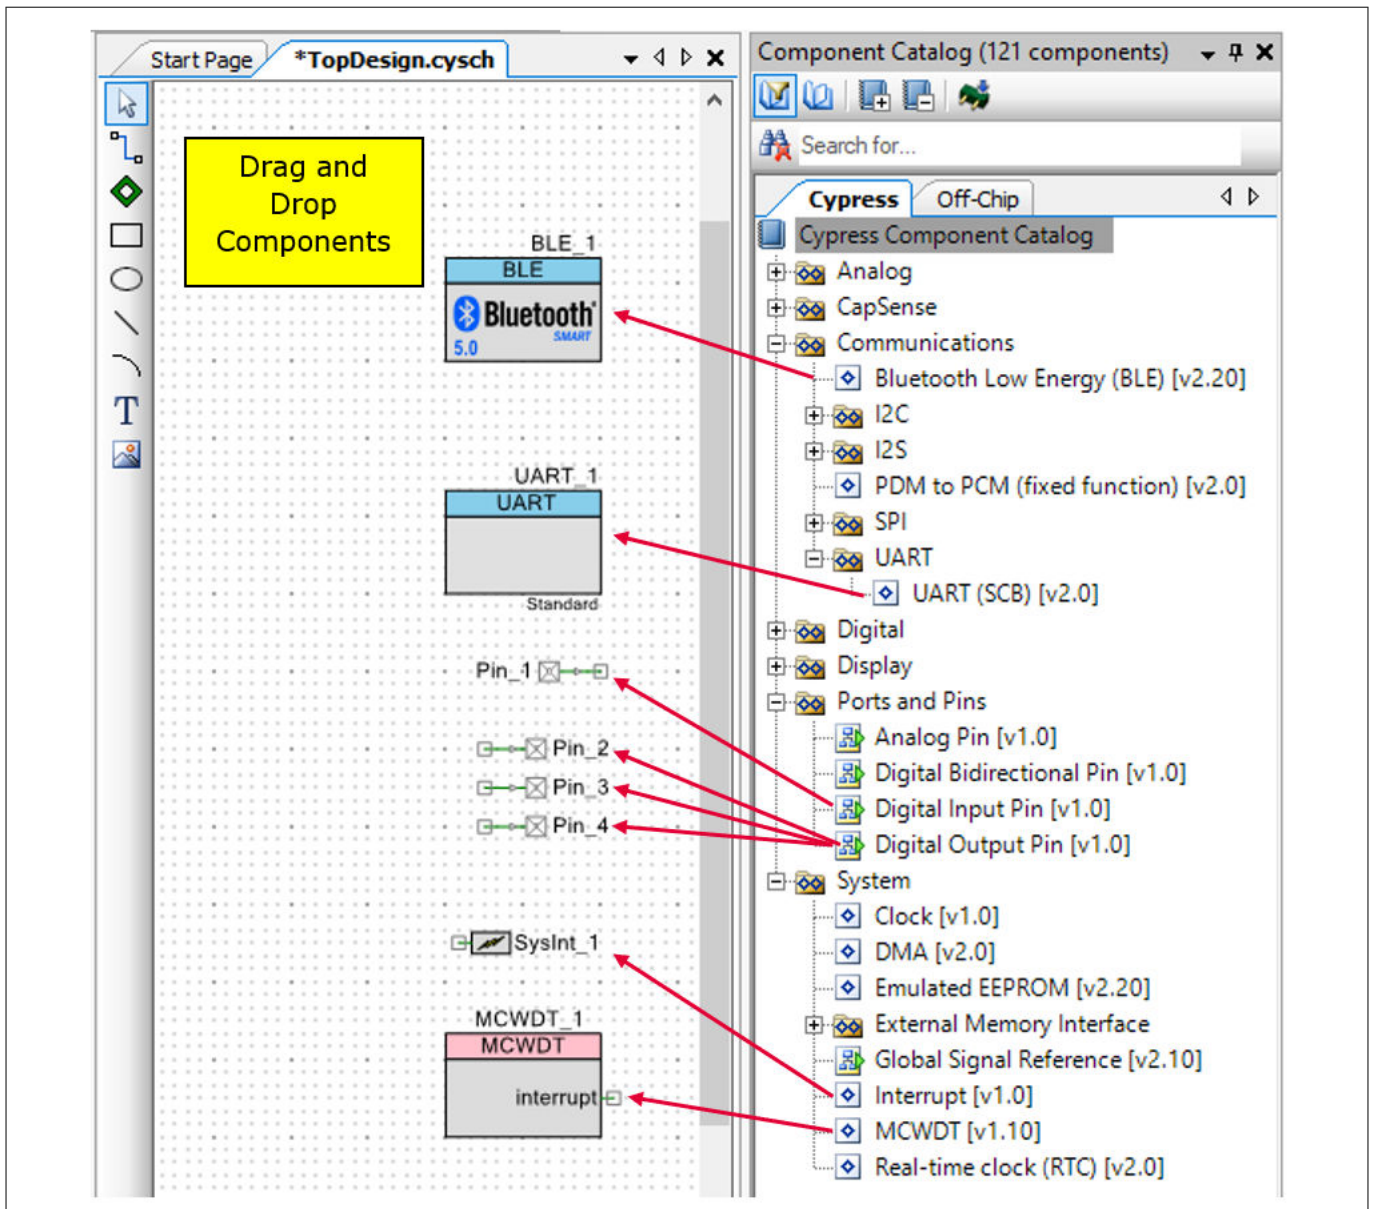 Start Page
*TopDesign.cysch
Drag and
Drop
Components
BLE_1
BLE
Bluetooth
SMART
5.0
UART_1
UART
Standard
Pin_1
Pin_2
Pin_3
Pin_4
SysInt_1
MCWDT_1
MCWDT
interrupt
T
Component Catalog (121 components)
Search for...
Cypress
Off-Chip
Cypress Component Catalog
Analog
CapSense
Communications
Bluetooth Low Energy (BLE) [v2.20]
I2C
I2S
PDM to PCM (fixed function) [v2.0]
SPI
UART
UART (SCB) [v2.0]
Digital
Display
Ports and Pins
Analog Pin [v1.0]
Digital Bidirectional Pin [v1.0]
Digital Input Pin [v1.0]
Digital Output Pin [v1.0]
System
Clock [v1.0]
DMA [v2.0]
Emulated EEPROM [v2.20]
External Memory Interface
Global Signal Reference [v2.10]
Interrupt [v1.0]
MCWDT [v1.10]
Real-time clock (RTC) [v2.0]